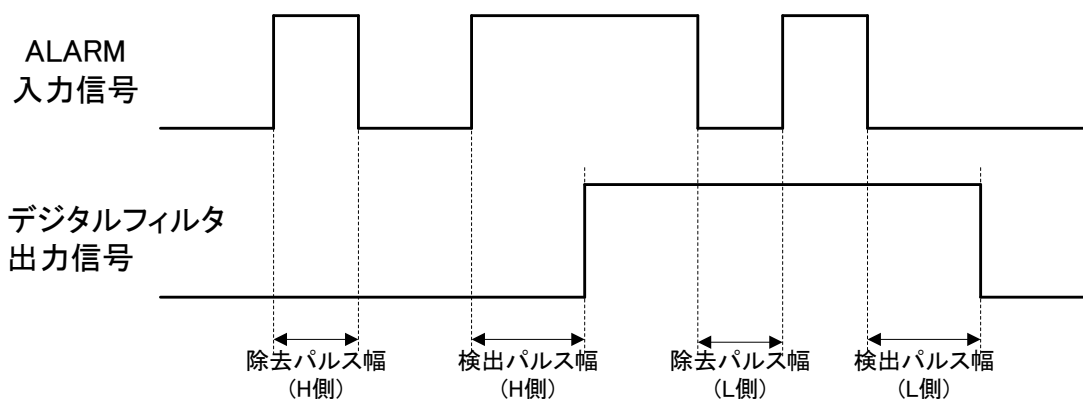 ALARM
入力信号
デジタルフィルタ
出力信号
除去パルス幅
(H側)
検出パルス幅
(H側)
除去パルス幅
(L側)
検出パルス幅
(L側)